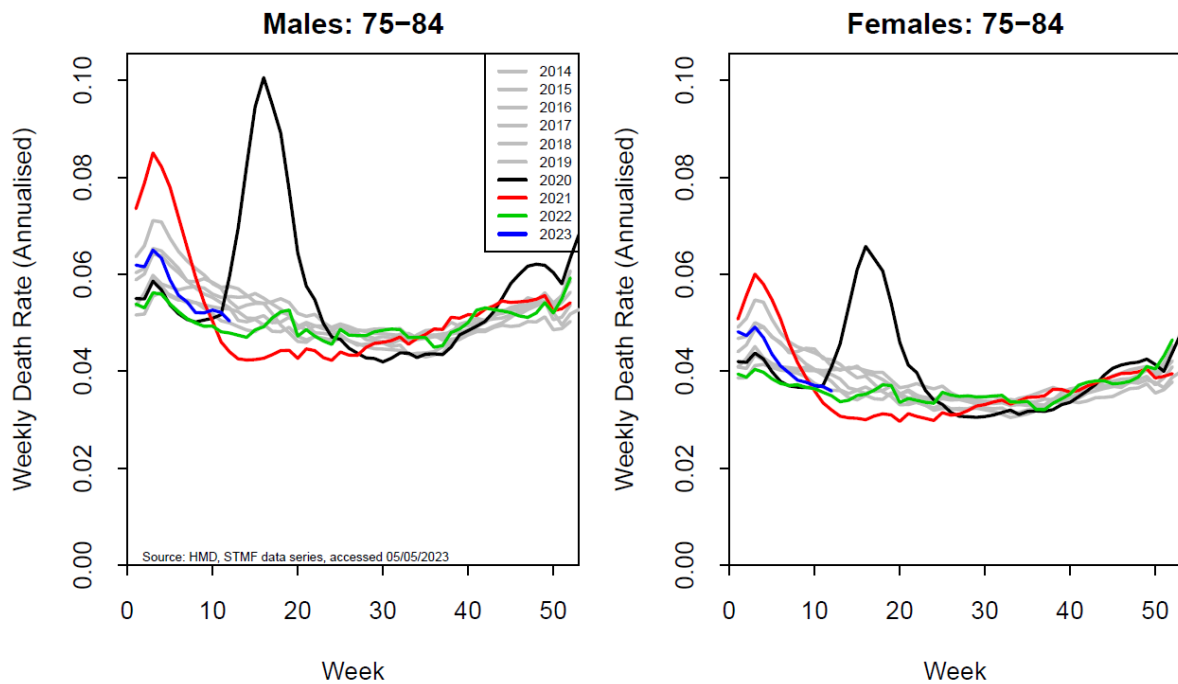 Males: 75−84
Weekly Death Rate (Annualised)
0.10
0.08
0.06
0.04
0.02
0.00
2014
2015
2016
2017
2018
2019
2020
2021
2022
2023
Source: HMD, STMF data series, accessed 05/05/2023
0 10 20 30 40 50
Week
Females: 75−84
Weekly Death Rate (Annualised)
0.10
0.08
0.06
0.04
0.02
0.00
0 10 20 30 40 50
Week